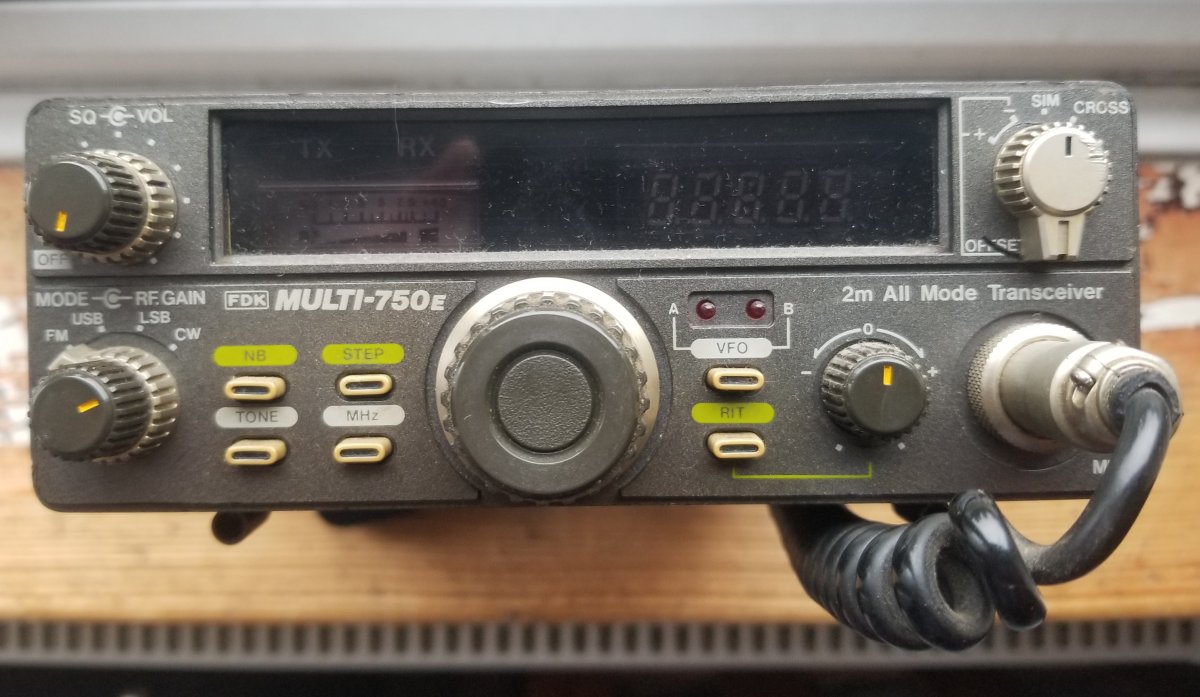 SQ VOL
TX RX
SIM
CROSS
- +
OFF
OFFSET
MODE RF.GAIN
USB LSB
FM CW
FDK MULTI-750E
A B
2m All Mode Transceiver
NB STEP
VFO
0
- +
TONE MHz
RIT